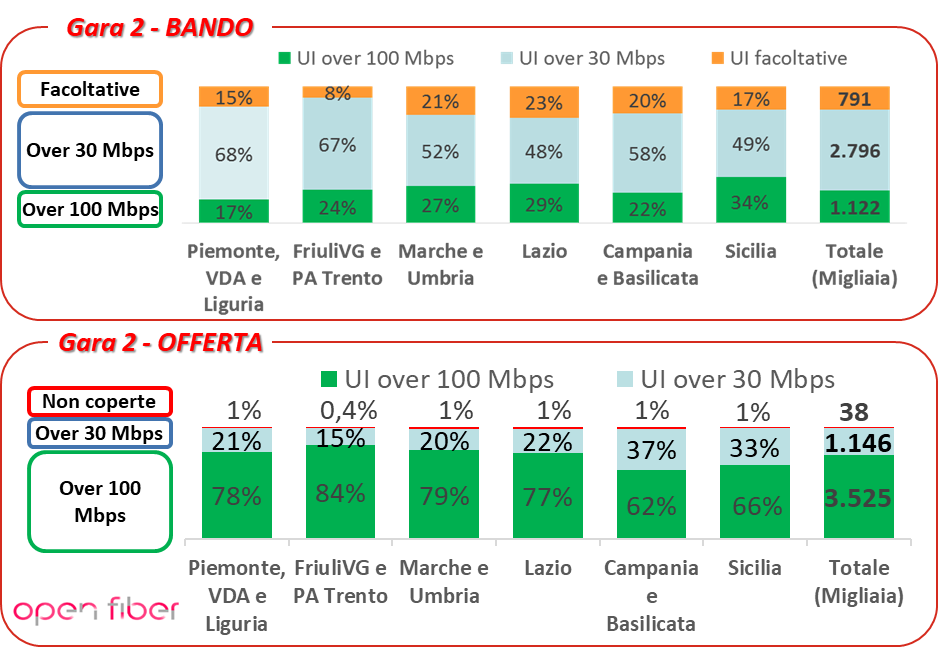 Gara 2 - BANDO
UI over 100 Mbps UI over 30 Mbps UI facoltative
Facoltative
Over 30 Mbps
Over 100 Mbps
15% 8% 21% 23% 20% 17% 791
68% 67% 52% 48% 58% 49% 2.796
17% 24% 27% 29% 22% 34% 1.122
Piemonte, FriuliVG e Marche e Lazio Campania Sicilia Totale
VDA e PA Trento Umbria e Basilicata (Migliaia)
Liguria
Gara 2 - OFFERTA
UI over 100 Mbps UI over 30 Mbps
Non coperte
Over 30 Mbps
Over 100
Mbps
1% 0,4% 1% 1% 1% 1% 38
21% 15% 20% 22% 37% 33% 1.146
78% 84% 79% 77% 62% 66% 3.525
Piemonte, FriuliVG e Marche e Lazio Campania Sicilia Totale
VDA e PA Trento Umbria e (Migliaia)
Liguria Basilicata
open fiber